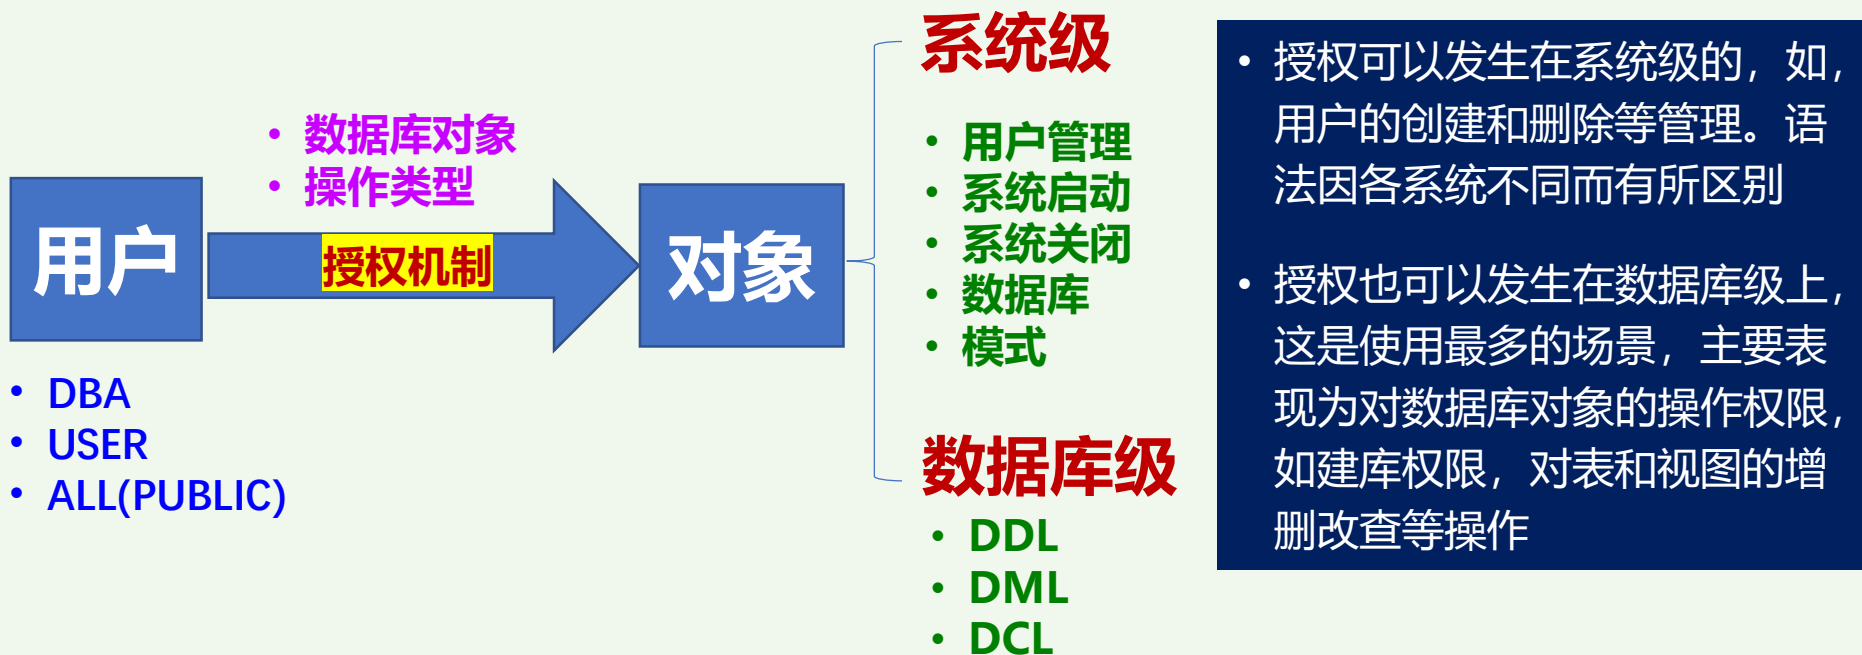 用户
• DBA
• USER
• ALL(PUBLIC)
• 数据库对象
• 操作类型
授权机制
对象
系统级
• 用户管理
• 系统启动
• 系统关闭
• 数据库
• 模式
数据库级
• DDL
• DML
• DCL
• 授权可以发生在系统级的，如，
用户的创建和删除等管理。语
法因各系统不同而有所区别
• 授权也可以发生在数据库级上，
这是使用最多的场景，主要表
现为对数据库对象的操作权限，
如建库权限，对表和视图的增
删改查等操作